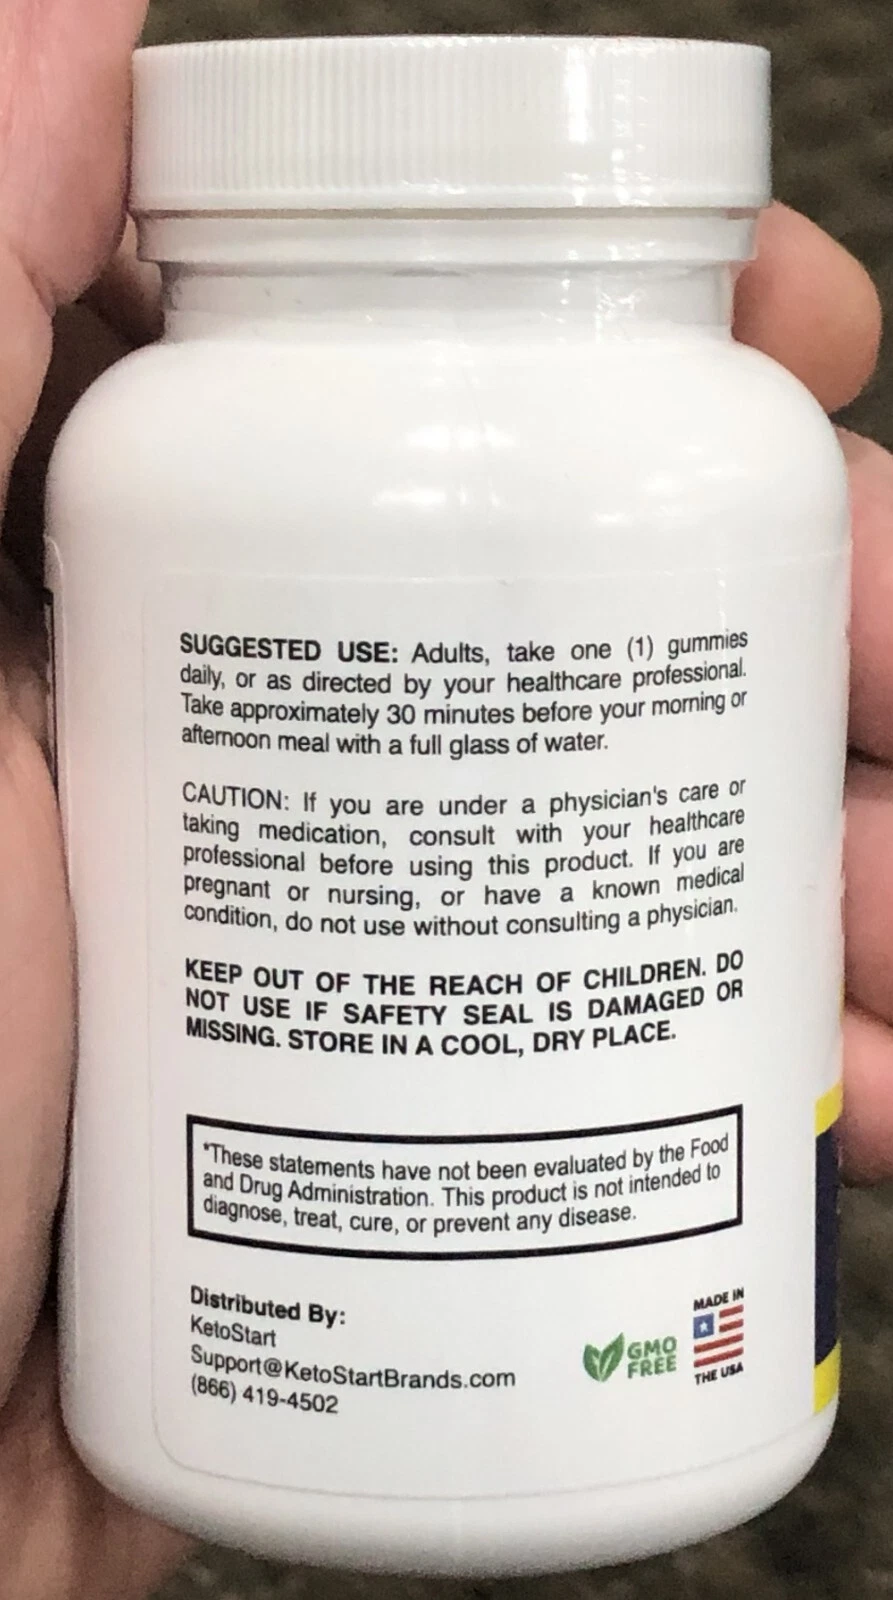 SUGGESTED USE: Adults, take one (1) gummies
daily, or as directed by your healthcare professional.
Take approximately 30 minutes before your morning or
afternoon meal with a full glass of water.
CAUTION: If you are under a physician's care or
taking medication, consult with your healthcare
professional before using this product. If you are
pregnant or nursing, or have a known medical
condition, do not use without consulting a physician.
KEEP OUT OF THE REACH OF CHILDREN. DO
NOT USE IF SAFETY SEAL IS DAMAGED OR
MISSING. STORE IN A COOL, DRY PLACE.
*These statements have not been evaluated by the Food
and Drug Administration. This product is not intended to
diagnose, treat, cure, or prevent any disease.
Distributed By:
KetoStart
Support@KetoStartBrands.com
(866) 419-4502
GMO
FREE
MADE IN
THE USA